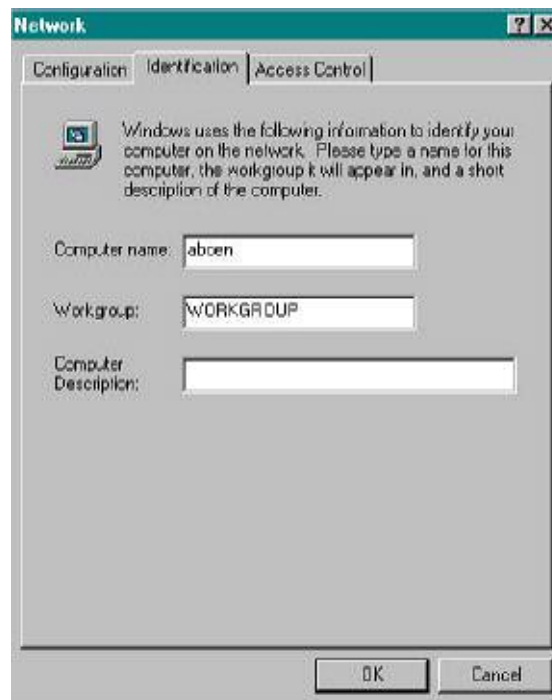 Network
Configuration Identification Access Control
Windows uses the following information to identify your
computer on the network. Please type a name for this
computer, the workgroup it will appear in, and a short
description of the computer.
Computer name: abcen
Workgroup: WORKGROUP
Computer
Description:
OK Cancel